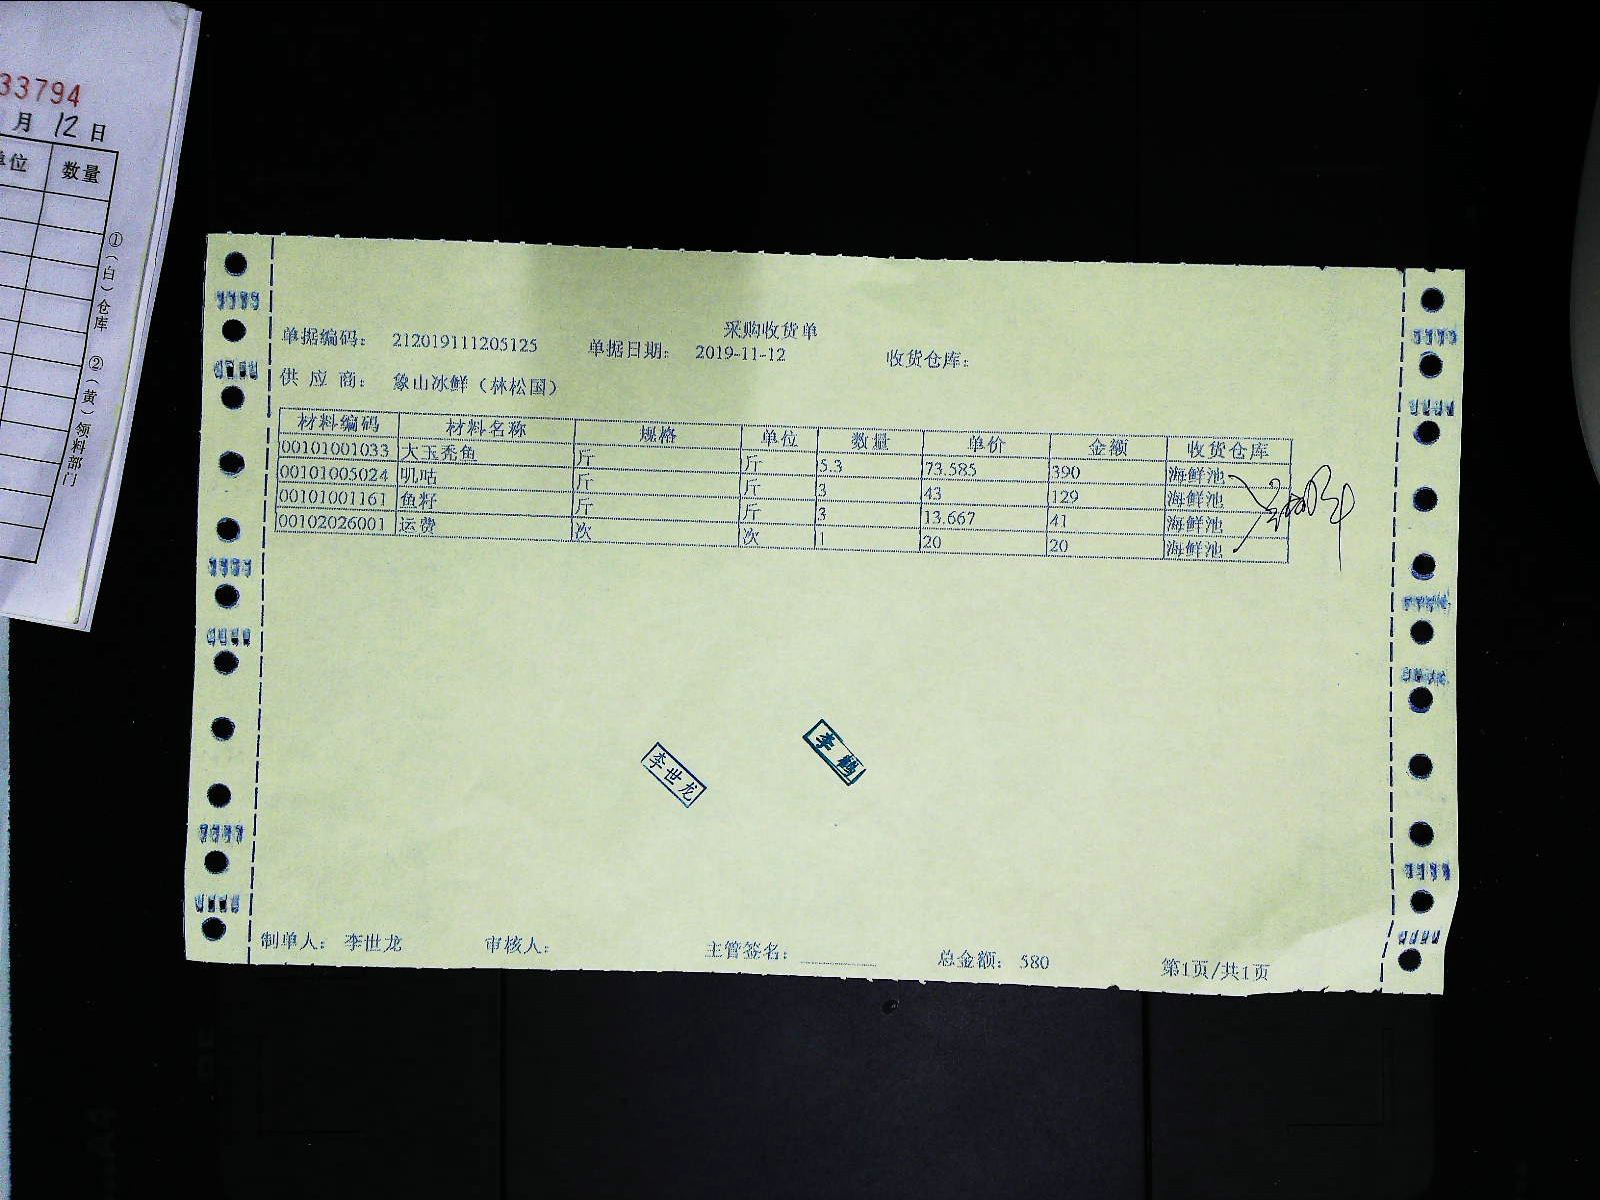 33794
月 12 日
单位 数量
①(白)仓库 ②(黄)领料部门
采购收货单
单据编码: 212019111205125 单据日期: 2019-11-12 收货仓库:
供 应 商: 象山冰鲜(林松国)
材料编码 材料名称 规格 单位 数量 单价 金额 收货仓库
00101001033 大玉秃鱼 斤 斤 5.3 73.585 390 海鲜池
00101005024 叽咕 斤 斤 3 43 129 海鲜池
00101001161 鱼籽 斤 斤 3 13.667 41 海鲜池
00102026001 运费 次 次 1 20 20 海鲜池
李鹤
李世龙
制单人: 李世龙 审核人: 主管签名: 总金额: 580 第1页/共1页